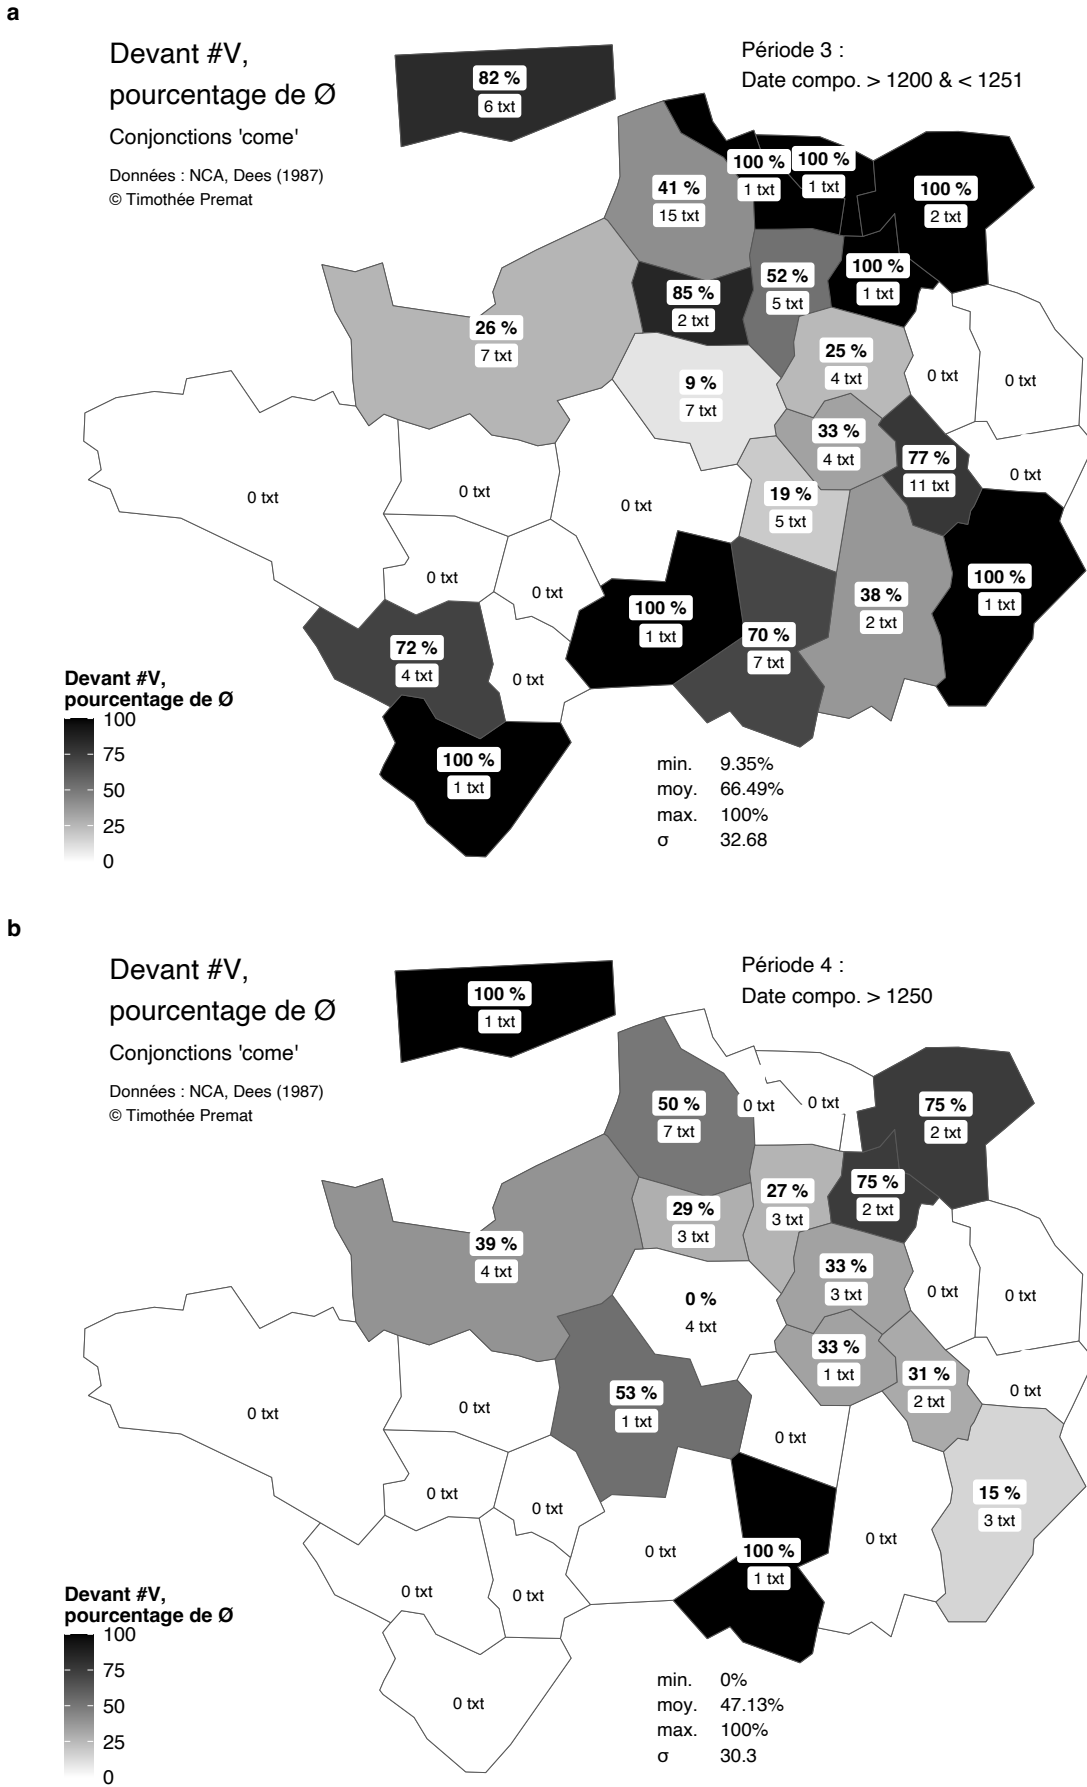 a
Devant #V,
pourcentage de Ø
Conjonctions 'come'
Données : NCA, Dees (1987)
© Timothée Premat
Période 3 :
Date compo. > 1200 & < 1251
82 %
6 txt
100 %
1 txt
100 %
1 txt
41 %
15 txt
100 %
2 txt
52 %
5 txt
100 %
1 txt
85 %
2 txt
26 %
7 txt
25 %
4 txt
0 txt
0 txt
9 %
7 txt
33 %
4 txt
77 %
11 txt
0 txt
0 txt
0 txt
0 txt
19 %
5 txt
0 txt
0 txt
100 %
1 txt
38 %
2 txt
100 %
1 txt
70 %
7 txt
72 %
4 txt
0 txt
100 %
1 txt
Devant #V,
pourcentage de Ø
100
75
50
25
0
min. 9.35%
moy. 66.49%
max. 100%
σ 32.68
b
Devant #V,
pourcentage de Ø
Conjonctions 'come'
Données : NCA, Dees (1987)
© Timothée Premat
Période 4 :
Date compo. > 1250
100 %
1 txt
50 %
7 txt
0 txt
0 txt
75 %
2 txt
27 %
3 txt
75 %
2 txt
29 %
3 txt
39 %
4 txt
33 %
3 txt
0 txt
0 txt
0 %
4 txt
33 %
1 txt
31 %
2 txt
0 txt
0 txt
0 txt
53 %
1 txt
0 txt
0 txt
0 txt
15 %
3 txt
0 txt
100 %
1 txt
0 txt
0 txt
0 txt
0 txt
Devant #V,
pourcentage de Ø
100
75
50
25
0
min. 0%
moy. 47.13%
max. 100%
σ 30.3